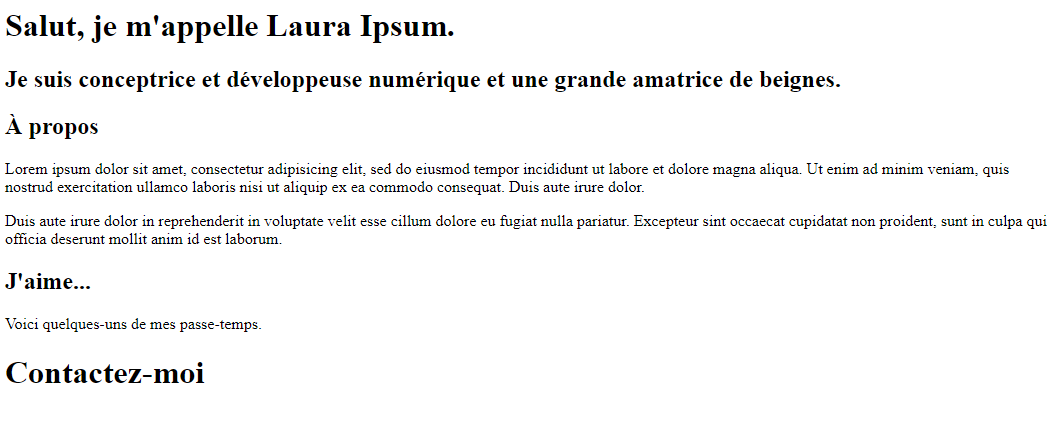 Salut, je m'appelle Laura Ipsum.
Je suis conceptrice et développeuse numérique et une grande amatrice de beignes.
À propos
Lorem ipsum dolor sit amet, consectetur adipisicing elit, sed do eiusmod tempor incididunt ut labore et dolore magna aliqua. Ut enim ad minim veniam, quis
nostrud exercitation ullamco laboris nisi ut aliquip ex ea commodo consequat. Duis aute irure dolor.
Duis aute irure dolor in reprehenderit in voluptate velit esse cillum dolore eu fugiat nulla pariatur. Excepteur sint occaecat cupidatat non proident, sunt in culpa qui
officia deserunt mollit anim id est laborum.
J'aime...
Voici quelques-uns de mes passe-temps.
Contactez-moi